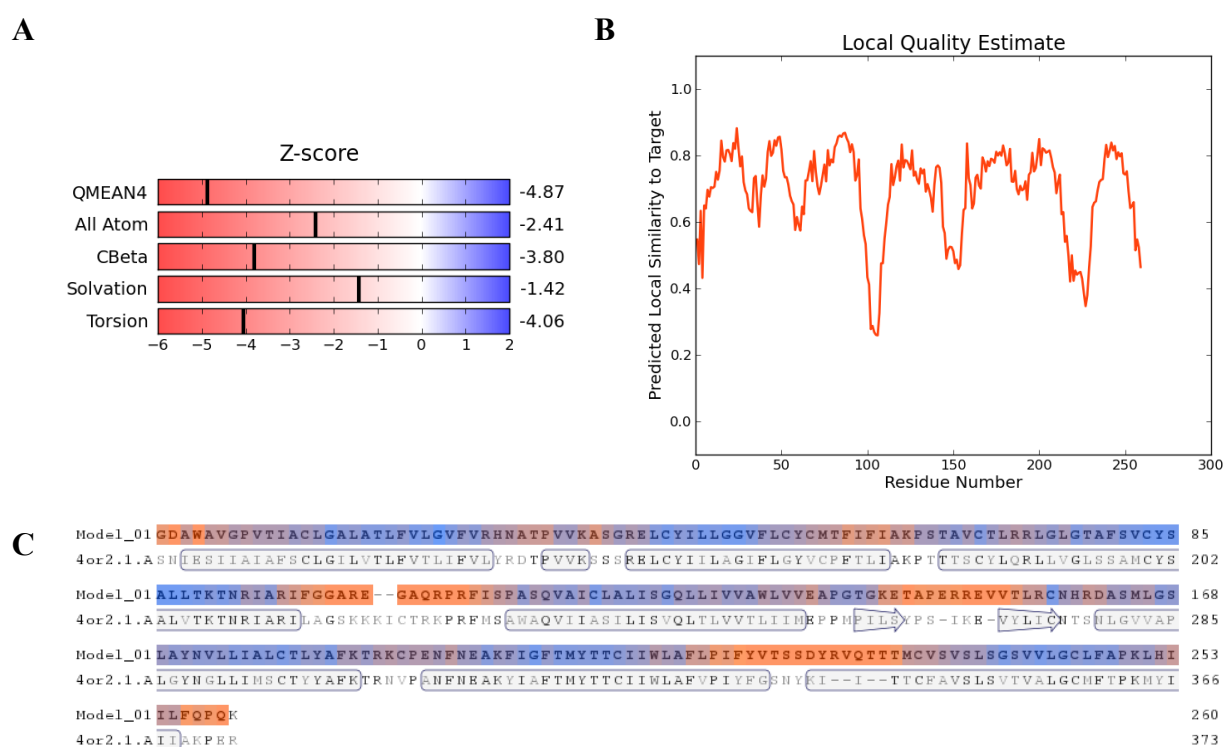 A
B
Z-score
QMEAN4 -4.87
All Atom -2.41
CBeta -3.80
Solvation -1.42
Torsion -4.06
−6 −5 −4 −3 −2 −1 0 1 2
Local Quality Estimate
Predicted Local Similarity to Target
1.0
0.8
0.6
0.4
0.2
0.0
0 50 100 150 200 250 300
Residue Number
C
Model_01 GDAWAVGPVTIACLGALATLFVLGVFVRHNATPVVKASGRELCYILLGGVFLCYCMTFIFIAKPSTAVCTLRRLGLGTAFSVCYS 85
4or2.1.A SNIESIIAIAFSCLGILVTLFVTLIFVLYRDTPVVKSSSRELCYIILAGIFLGYVCPFTLIAKPTTTSCYLQRLLVGLSSAMCYS 202
Model_01 ALLTKTNRIARIFGGARE--GAQRPRFISPASQVAICLALISGQLLIVVAWLVVEAPGTGKETAPERREVVTLRCNHRDASMLGS 168
4or2.1.A ALVTKTNRIARILAGSKKKICTRKPRFMSAWAQVIIASILISVQLTLVVTLIIMEPPMPILSYPS-IKE-VYLICNTSNLGVVAP 285
Model_01 LAYNVLLIALCTLYAFKTRKCPENFNEAKFIGFTMYTTCIIWLAFLPIFYVTSSDYRVQTTTMCVSVSLSGSVVLGCLFAPKLHI 253
4or2.1.A LGYNGLLIMSCTYYAFKTRNVPANFNEAKYIAFTMYTTCIIWLAFVPIYFGSNYKI--I--TTCFAVSLSVTVALGCMFTPKMYI 366
Model_01 ILFQPQK 260
4or2.1.A IIAKPER 373